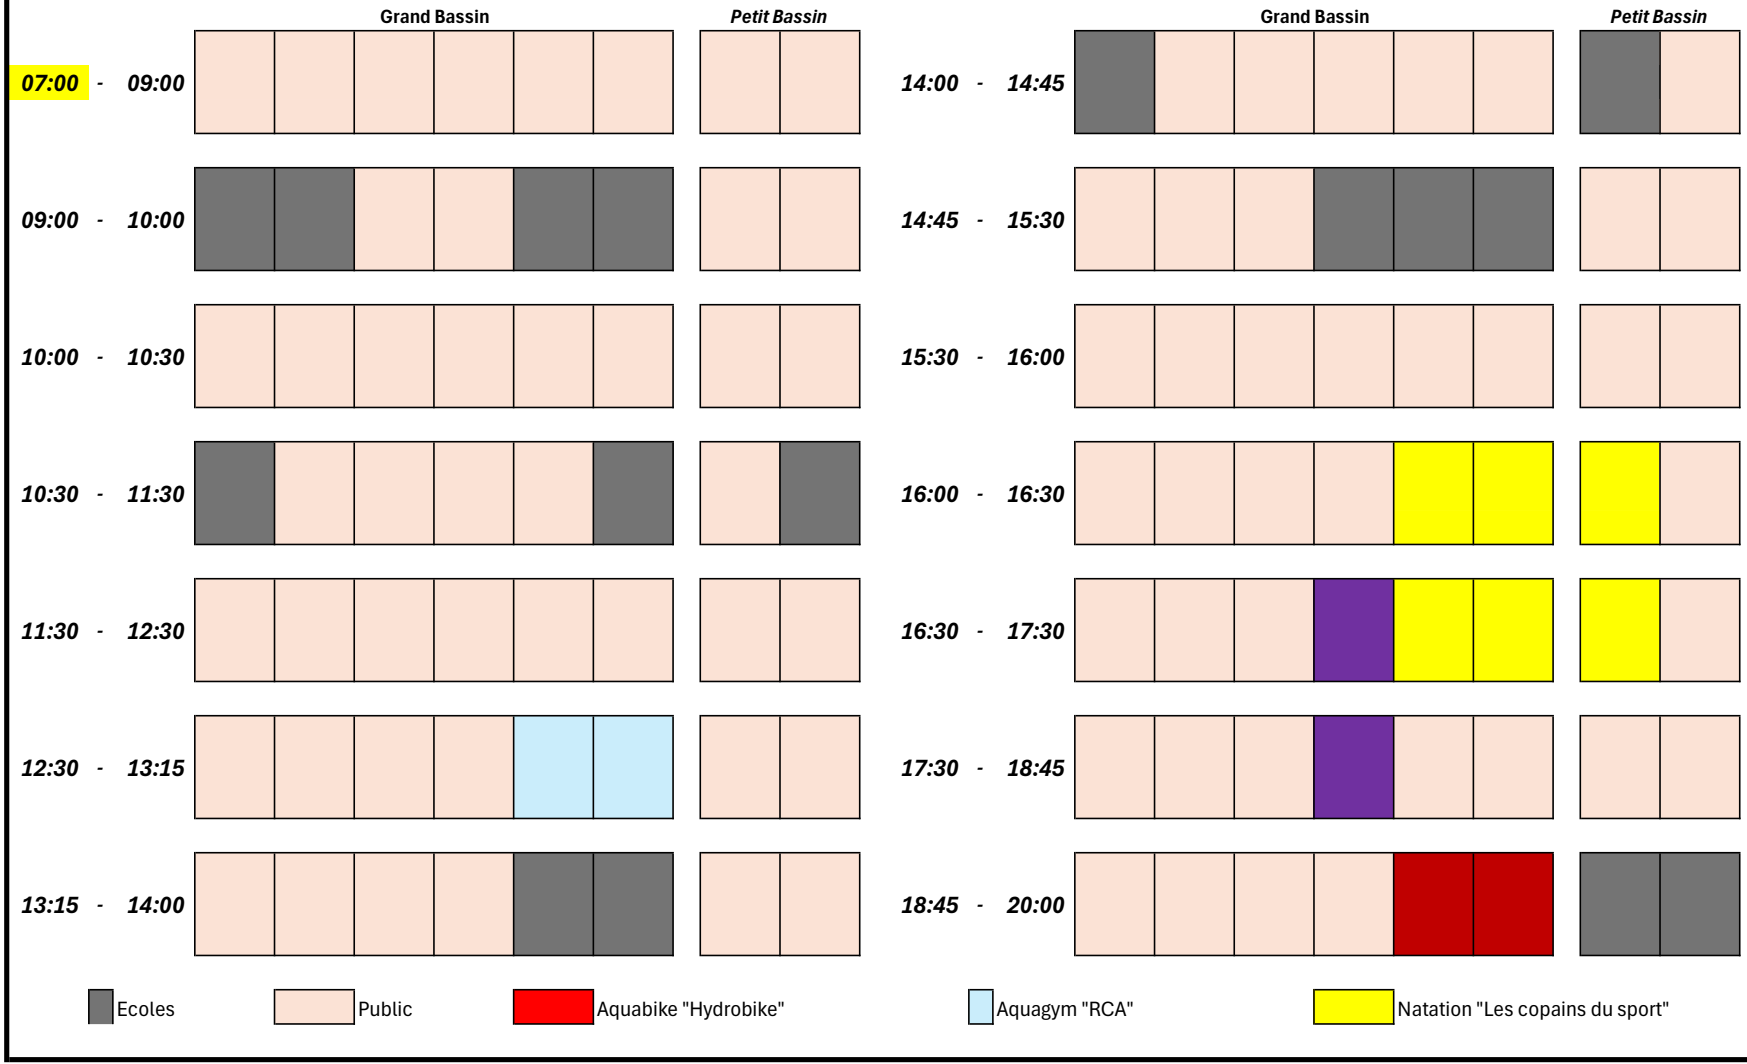 Grand Bassin Petit Bassin Grand Bassin Petit Bassin
07:00 - 09:00 14:00 - 14:45
09:00 - 10:00 14:45 - 15:30
10:00 - 10:30 15:30 - 16:00
10:30 - 11:30 16:00 - 16:30
11:30 - 12:30 16:30 - 17:30
12:30 - 13:15 17:30 - 18:45
13:15 - 14:00 18:45 - 20:00
Ecoles Public Aquabike "Hydrobike" Aquagym "RCA" Natation "Les copains du sport"